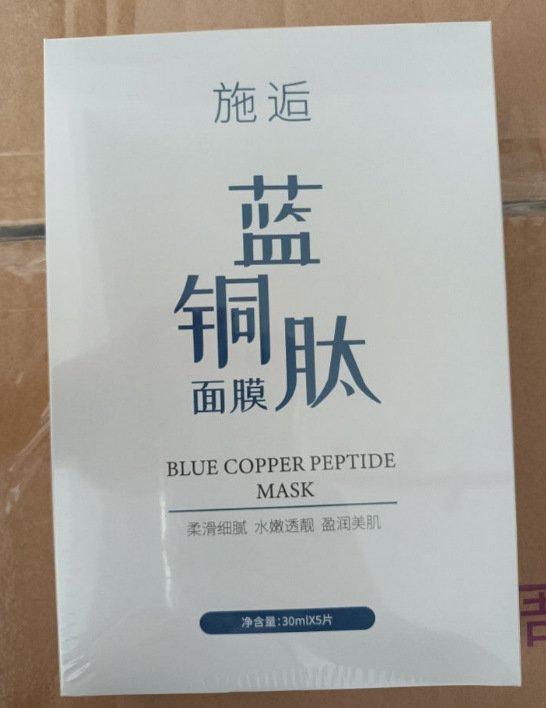 施逅
蓝
铜肽
面膜
BLUE COPPER PEPTIDE
MASK
柔滑细腻 水嫩透靓 盈润美肌
净含量:30mlX5片